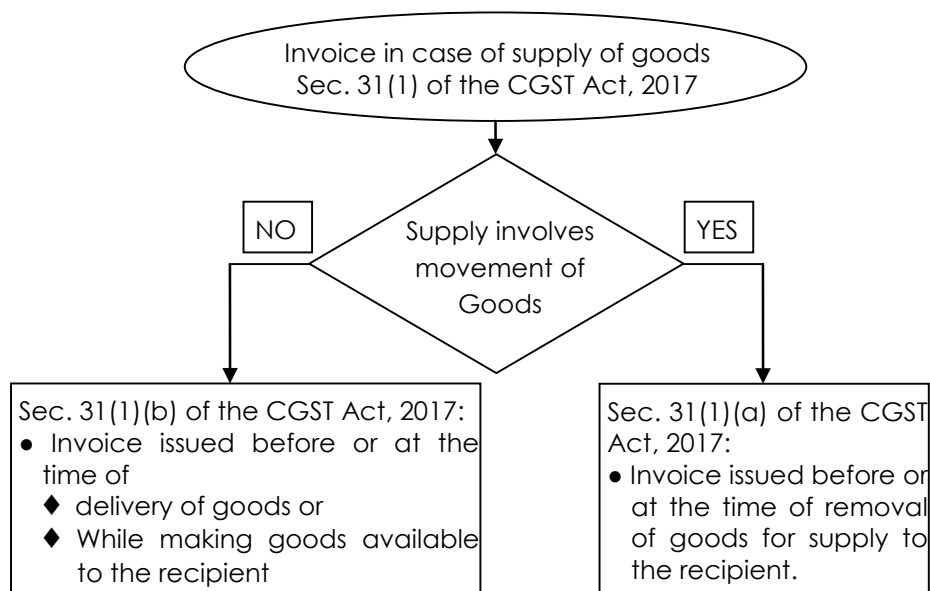 Invoice in case of supply of goods
Sec. 31(1) of the CGST Act, 2017
NO
YES
Supply involves
movement of
Goods
Sec. 31(1)(b) of the CGST Act, 2017:
● Invoice issued before or at the
time of
♦ delivery of goods or
♦ While making goods available
to the recipient
Sec. 31(1)(a) of the CGST
Act, 2017:
● Invoice issued before or
at the time of removal
of goods for supply to
the recipient.